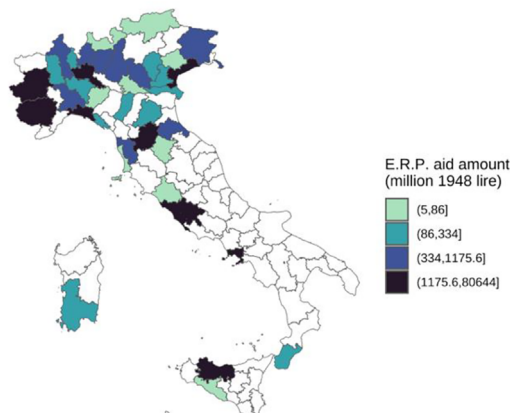 E.R.P. aid amount
(million 1948 lire)
(5,86]
(86,334]
(334,1175.6]
(1175.6,80644]